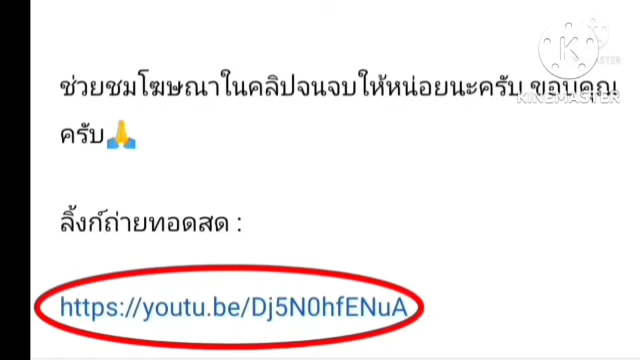 ช่วยชมโฆษณาในคลิปจนจบให้หน่อยนะครับ ขอบคุณ
ครับ🙏
ลิ้งก์ถ่ายทอดสด :
https://youtu.be/Dj5N0hfENuA
K
KINEMASTER